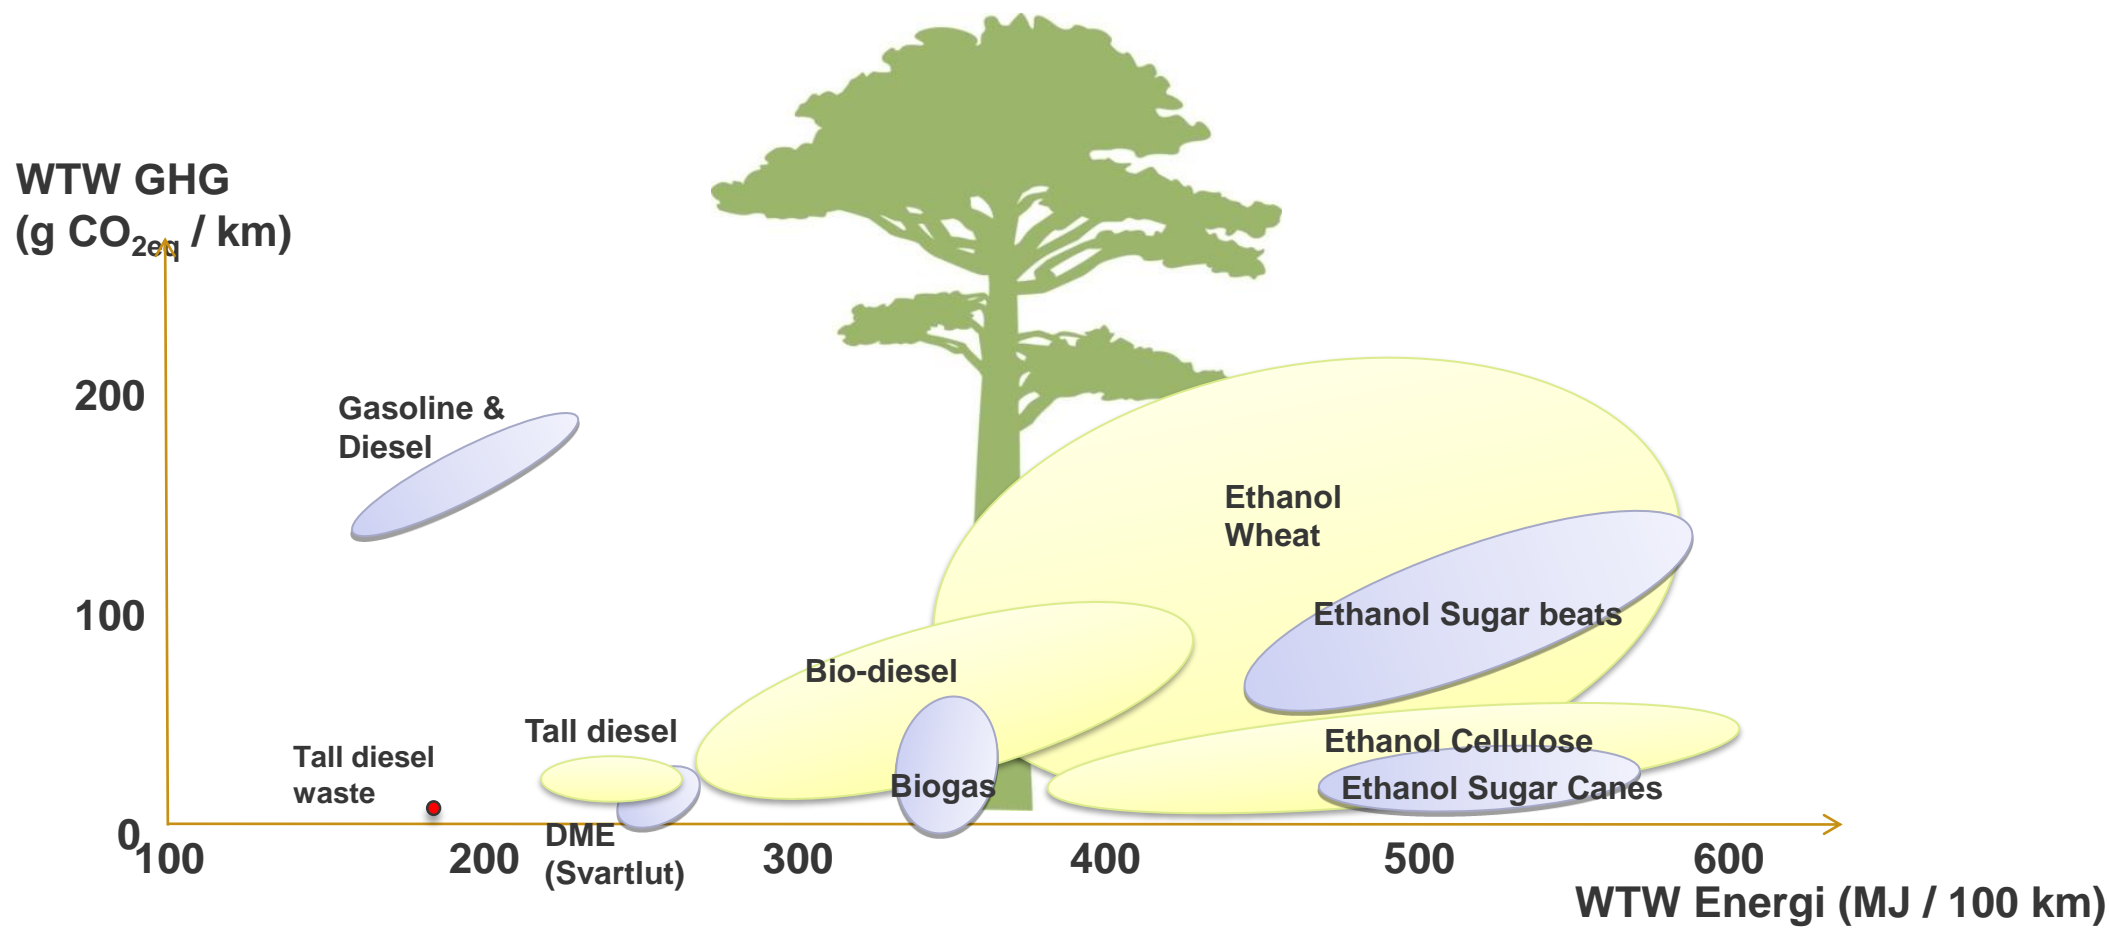 WTW GHG
(g CO2eq / km)
200
Gasoline &
Diesel
Ethanol
Wheat
100
Ethanol Sugar beats
Bio-diesel
Tall diesel
Ethanol Cellulose
Tall diesel
waste
Biogas
Ethanol Sugar Canes
0
DME
(Svartlut)
100
200
300
400
500
600
WTW Energi (MJ / 100 km)